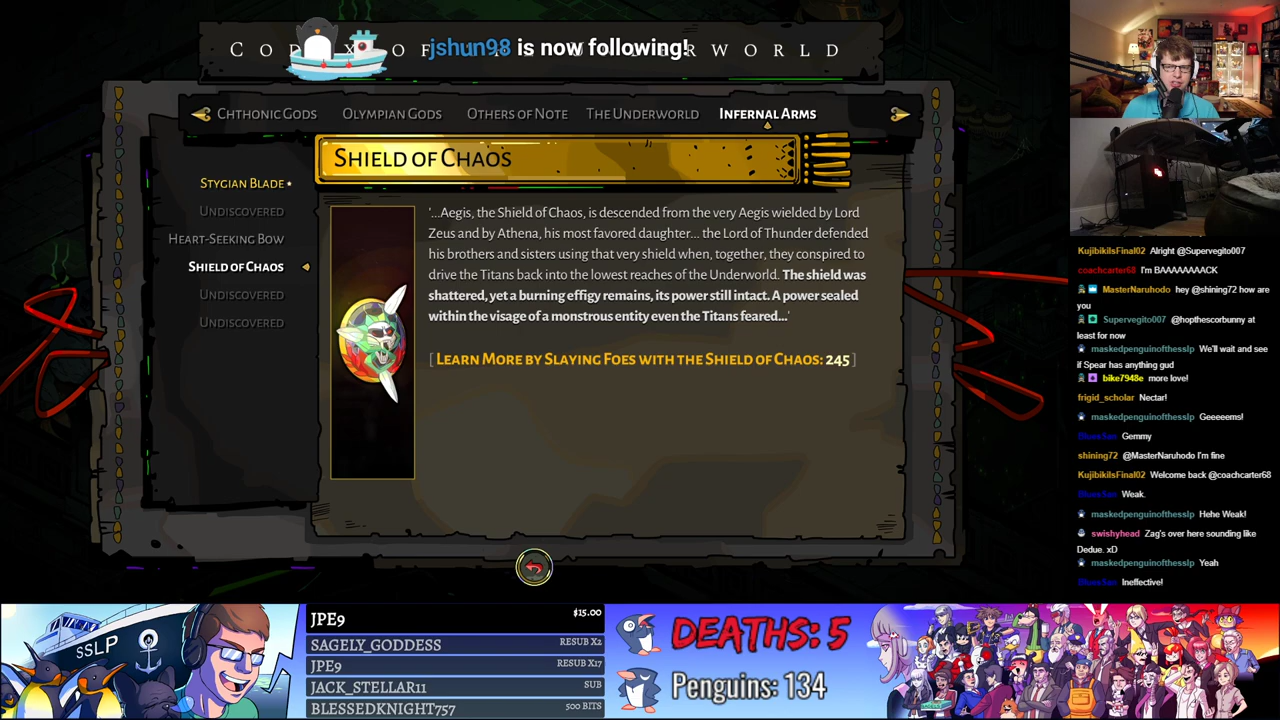 CODEX OF THE UNDERWORLD
jshun98 is now following!
CHTHONIC GODS
OLYMPIAN GODS
OTHERS OF NOTE
THE UNDERWORLD
INFERNAL ARMS
SHIELD OF CHAOS
STYGIAN BLADE
UNDISCOVERED
HEART-SEEKING BOW
SHIELD OF CHAOS
UNDISCOVERED
UNDISCOVERED
'...Aegis, the Shield of Chaos, is descended from the very Aegis wielded by Lord
Zeus and by Athena, his most favored daughter... the Lord of Thunder defended
his brothers and sisters using that very shield when, together, they conspired to
drive the Titans back into the lowest reaches of the Underworld. The shield was
shattered, yet a burning effigy remains, its power still intact. A power sealed
within the visage of a monstrous entity even the Titans feared...'
[ LEARN MORE BY SLAYING FOES WITH THE SHIELD OF CHAOS: 245 ]
KujibikiIsFinal02 Alright @Supervegito007
coachcarter68 I'm BAAAAAAAACK
MasterNaruhodo hey @shining72 how are
you
Supervegito007 @hopthescorbunny at
least for now
maskedpenguinofthesslp We'll wait and see
if Spear has anything gud
bike7948e more love!
frigid_scholar Nectar!
maskedpenguinofthesslp Geeeeems!
Gemmy
shining72 @MasterNaruhodo I'm fine
KujibikiIsFinal02 Welcome back @coachcarter68
Weak.
maskedpenguinofthesslp Hehe Weak!
swishyhead Zag's over here sounding like
Dedue. xD
maskedpenguinofthesslp Yeah
Ineffective!
SSLP
JPE9 $15.00
SAGELY_GODDESS RESUB X2
JPE9 RESUB X17
JACK_STELLAR11 SUB
BLESSEDKNIGHT757 500 BITS
DEATHS: 5
Penguins: 134